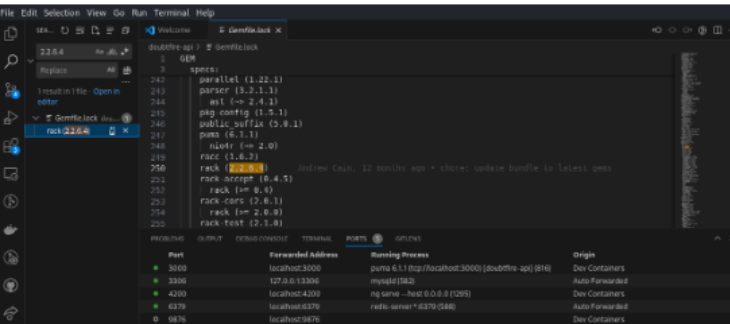 File Edit Selection View Go Run Terminal Help
SEA...
Welcome
Gemfile.lock
2.2.6.4
Aa
Replace
AB
1 result in 1 file - Open in
editor
Gemfile.lock dou... 1
rack (2.2.6.4)
doubtfire-api > Gemfile.lock
1 GEM
3 specs:
242 parallel (1.22.1)
243 parser (3.2.1.1)
244 ast (~> 2.4.1)
245 pkg-config (1.5.1)
246 public_suffix (5.0.1)
247 puma (6.1.1)
248 nio4r (~> 2.0)
249 racc (1.6.2)
250 rack (2.2.6.4) Andrew Cain, 12 months ago • chore: update bundle to latest gems
251 rack-accept (0.4.5)
252 rack (>= 0.4)
253 rack-cors (2.0.1)
254 rack (>= 2.0.0)
255 rack-test (2.1.0)
PROBLEMS OUTPUT DEBUG CONSOLE TERMINAL PORTS 5 GITLENS
Port Forwarded Address Running Process Origin
3000 localhost:3000 puma 6.1.1 (tcp://localhost:3000) [doubtfire-api] (816) Dev Containers
3306 127.0.0.1:3306 mysqld (582) Auto Forwarded
4200 localhost:4200 ng serve --host 0.0.0.0 (1295) Dev Containers
6379 localhost:6379 redis-server *:6379 (588) Auto Forwarded
9876 localhost:9876 Dev Containers